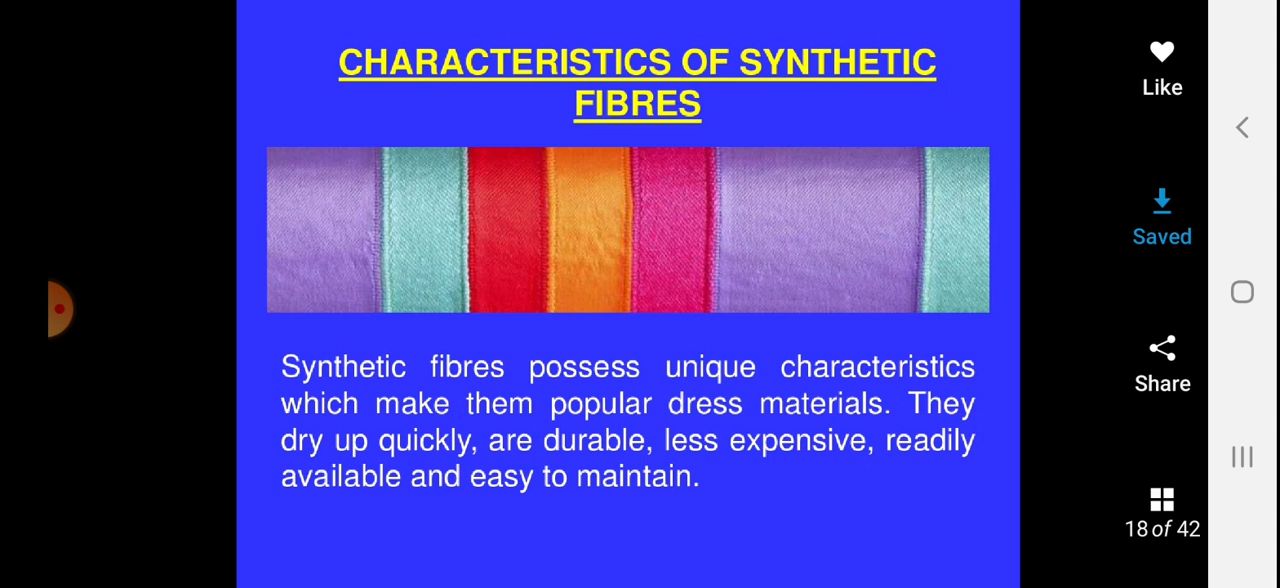 CHARACTERISTICS OF SYNTHETIC
FIBRES
Synthetic fibres possess unique characteristics
which make them popular dress materials. They
dry up quickly, are durable, less expensive, readily
available and easy to maintain.
Like
Saved
Share
18 of 42